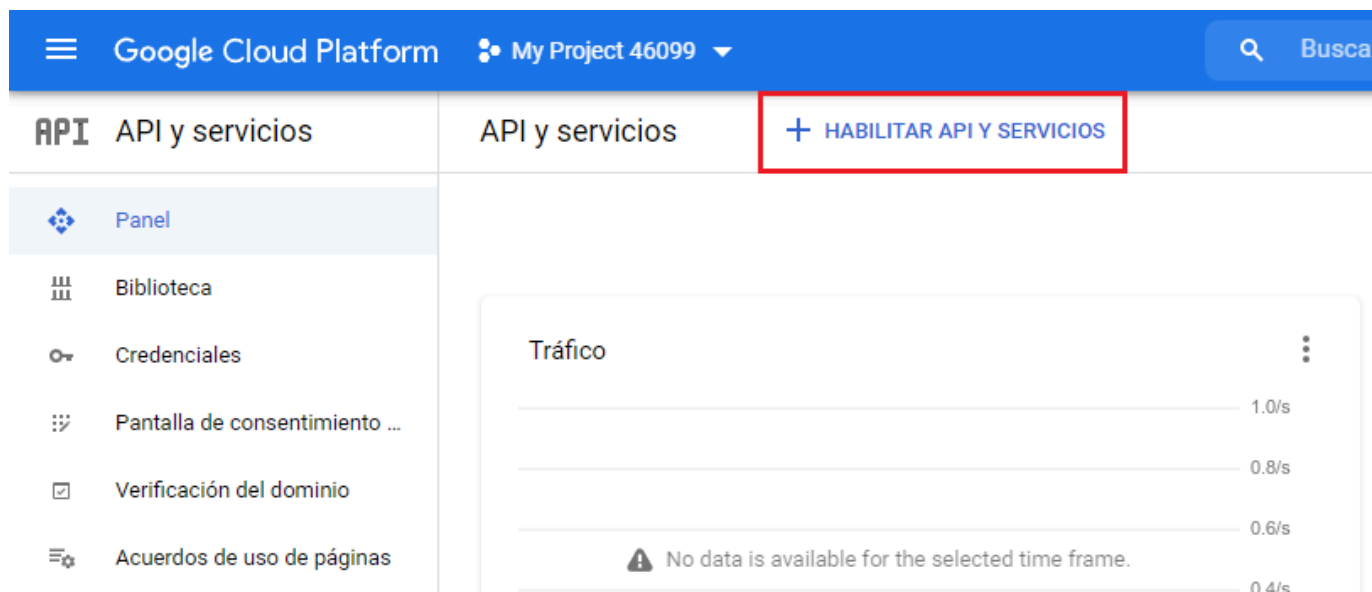 Google Cloud Platform My Project 46099 Busca
API API y servicios
API y servicios + HABILITAR API Y SERVICIOS
Panel
Biblioteca
Credenciales
Pantalla de consentimiento ...
Verificación del dominio
Acuerdos de uso de páginas
Tráfico
1.0/s
0.8/s
0.6/s
No data is available for the selected time frame.
0.4/s